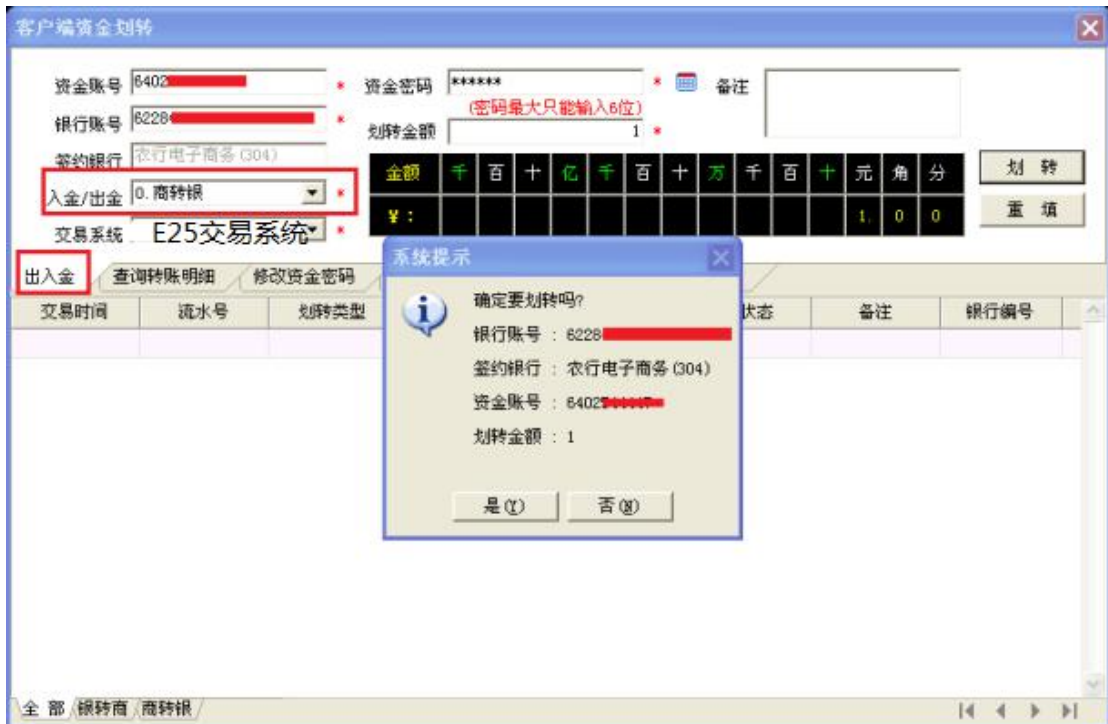 客户端资金划转
资金账号 6402 *
资金密码 ****** *
备注
(密码最大只能输入6位)
银行账号 6228 *
划转金额 1 *
签约银行 农行电子商务(304)
入金/出金 0. 商转银 *
交易系统 E25交易系统 *
金额 千 百 十 亿 千 百 十 万 千 百 十 元 角 分
¥: 1. 0 0
划 转
重 填
出入金 查询转账明细 修改资金密码
交易时间 流水号 划转类型 状态 备注 银行编号
系统提示
确定要划转吗?
银行账号 : 6228
签约银行 : 农行电子商务(304)
资金账号 : 6402
划转金额 : 1
是(Y) 否(N)
全 部 银转商 商转银